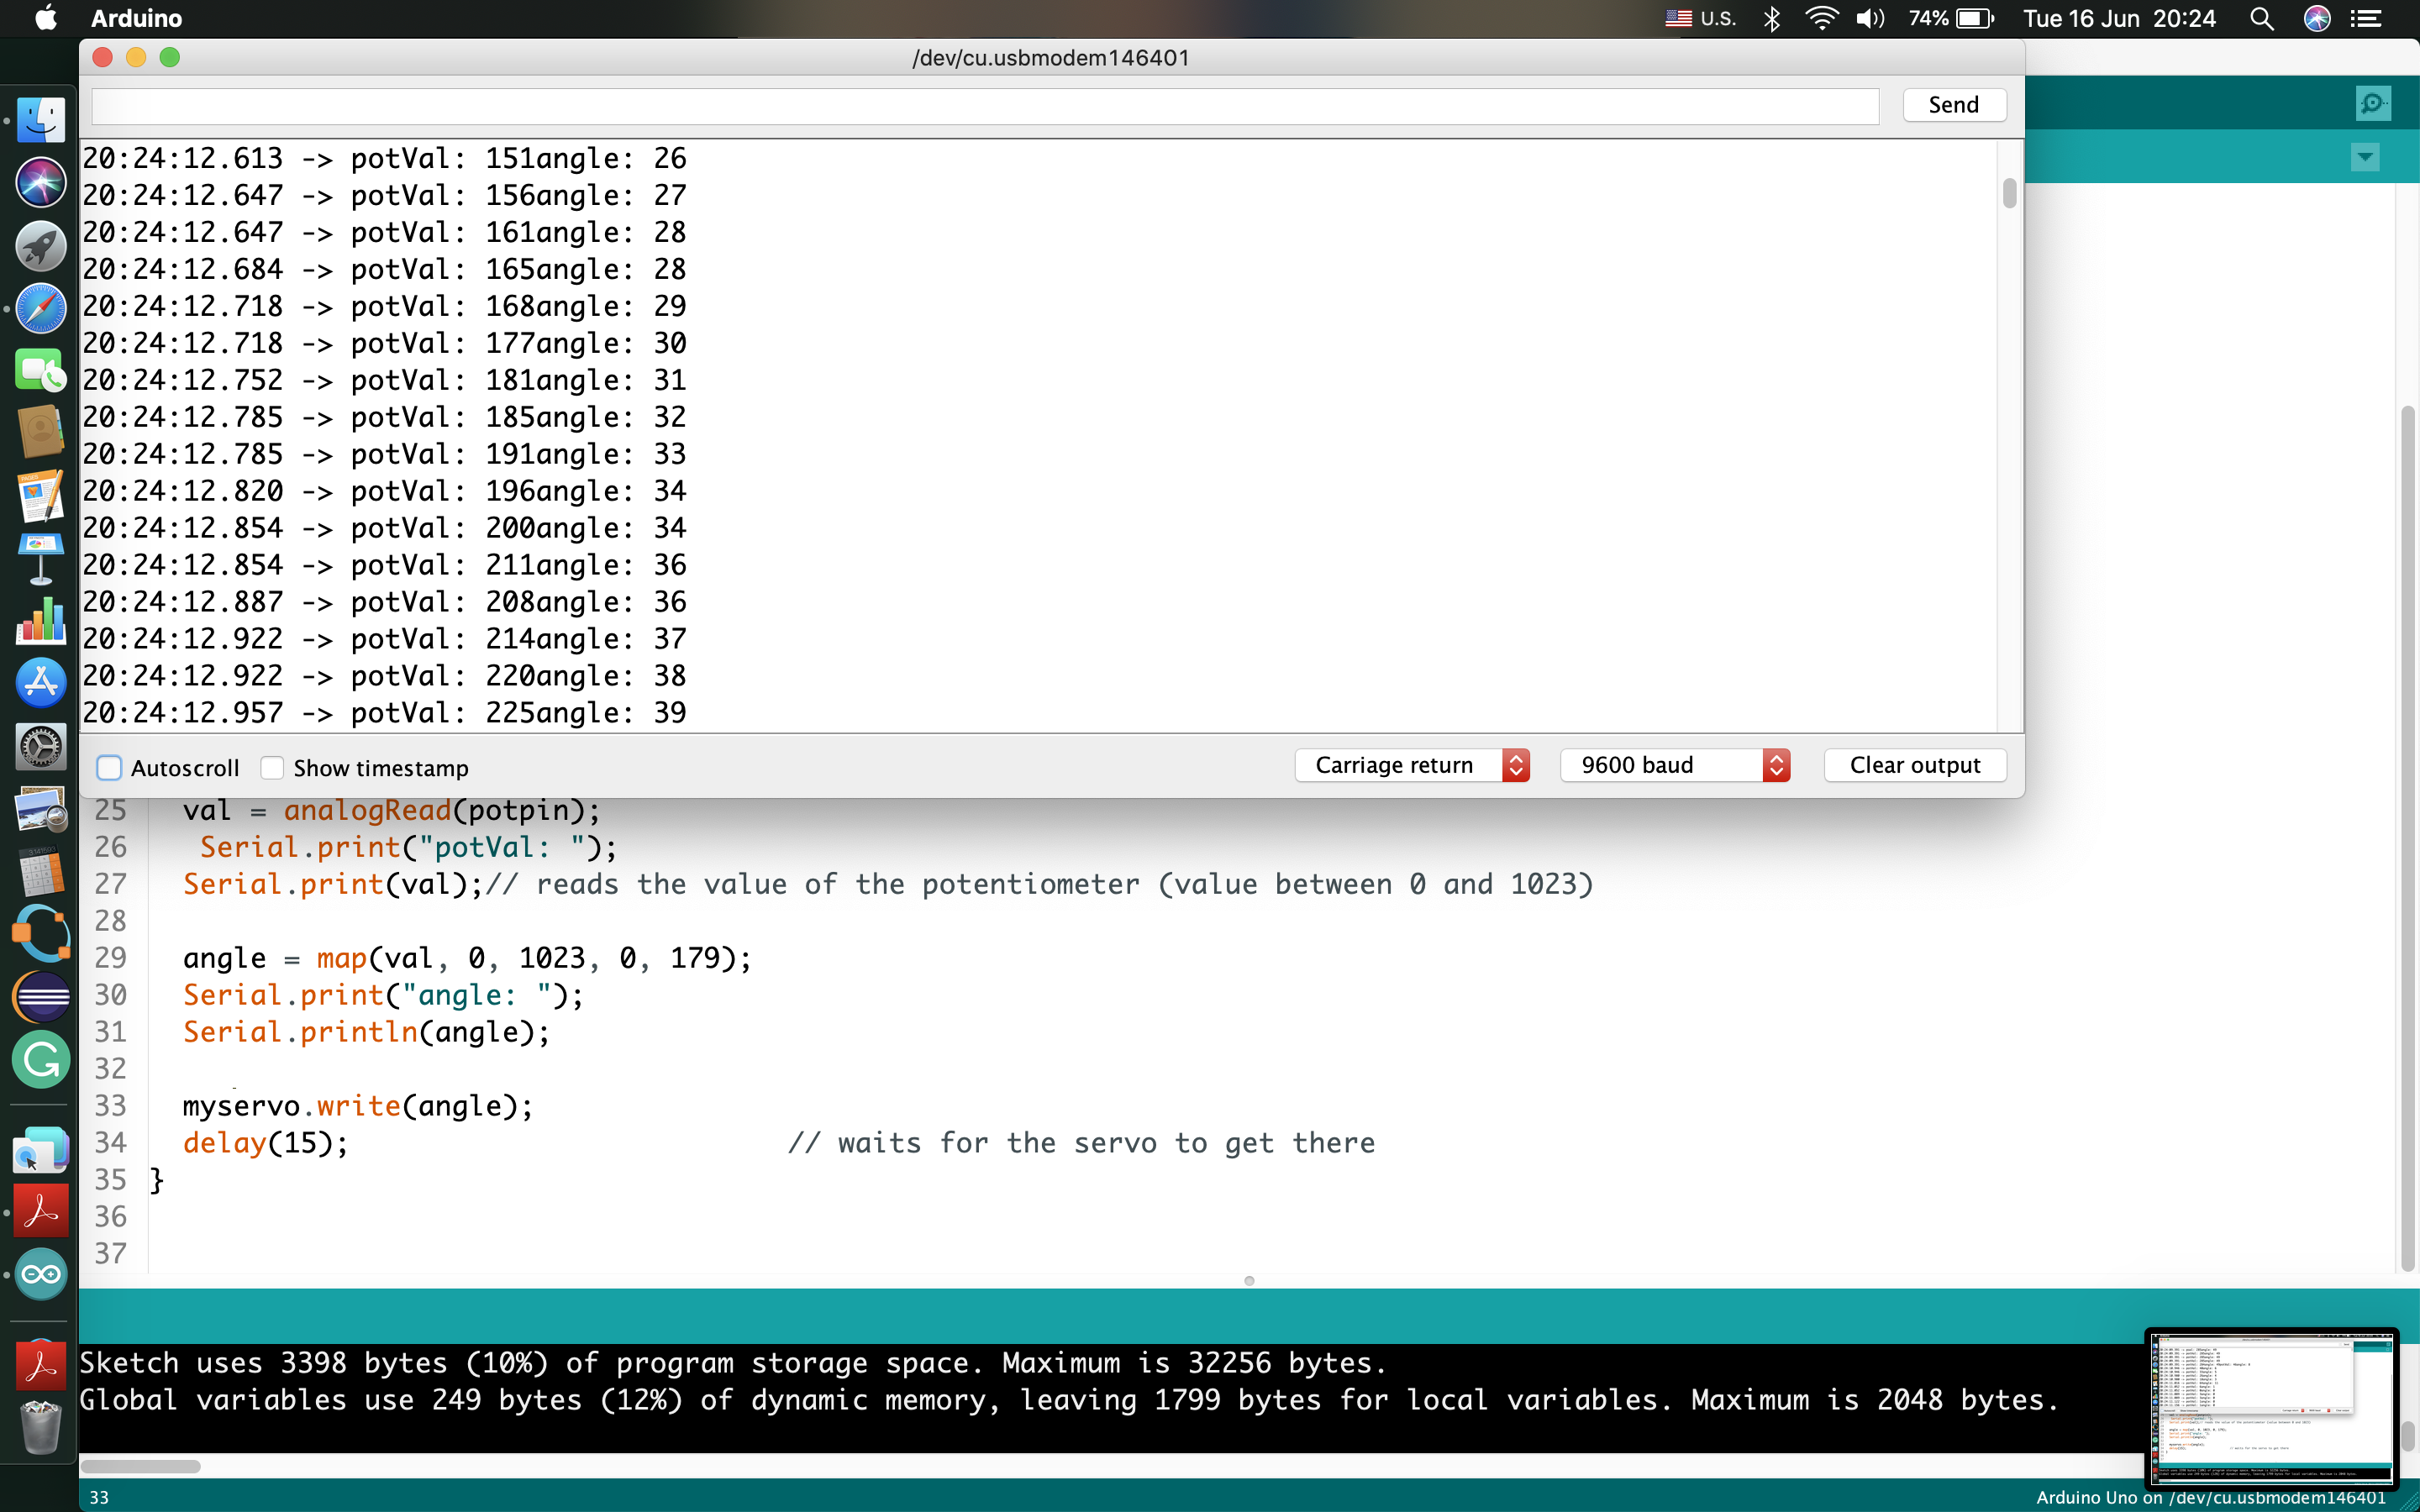 Arduino
U.S.
74%
Tue 16 Jun 20:24
/dev/cu.usbmodem146401
Send
20:24:12.613 -> potVal: 151angle: 26
20:24:12.647 -> potVal: 156angle: 27
20:24:12.647 -> potVal: 161angle: 28
20:24:12.684 -> potVal: 165angle: 28
20:24:12.718 -> potVal: 168angle: 29
20:24:12.718 -> potVal: 177angle: 30
20:24:12.752 -> potVal: 181angle: 31
20:24:12.785 -> potVal: 185angle: 32
20:24:12.785 -> potVal: 191angle: 33
20:24:12.820 -> potVal: 196angle: 34
20:24:12.854 -> potVal: 200angle: 34
20:24:12.854 -> potVal: 211angle: 36
20:24:12.887 -> potVal: 208angle: 36
20:24:12.922 -> potVal: 214angle: 37
20:24:12.922 -> potVal: 220angle: 38
20:24:12.957 -> potVal: 225angle: 39
Autoscroll
Show timestamp
Carriage return
9600 baud
Clear output
25 val = analogRead(potpin);
26 Serial.print("potVal: ");
27 Serial.print(val);// reads the value of the potentiometer (value between 0 and 1023)
28
29 angle = map(val, 0, 1023, 0, 179);
30 Serial.print("angle: ");
31 Serial.println(angle);
32
33 myservo.write(angle);
34 delay(15); // waits for the servo to get there
35 }
36
37
Sketch uses 3398 bytes (10%) of program storage space. Maximum is 32256 bytes.
Global variables use 249 bytes (12%) of dynamic memory, leaving 1799 bytes for local variables. Maximum is 2048 bytes.
33
Arduino Uno on /dev/cu.usbmodem146401